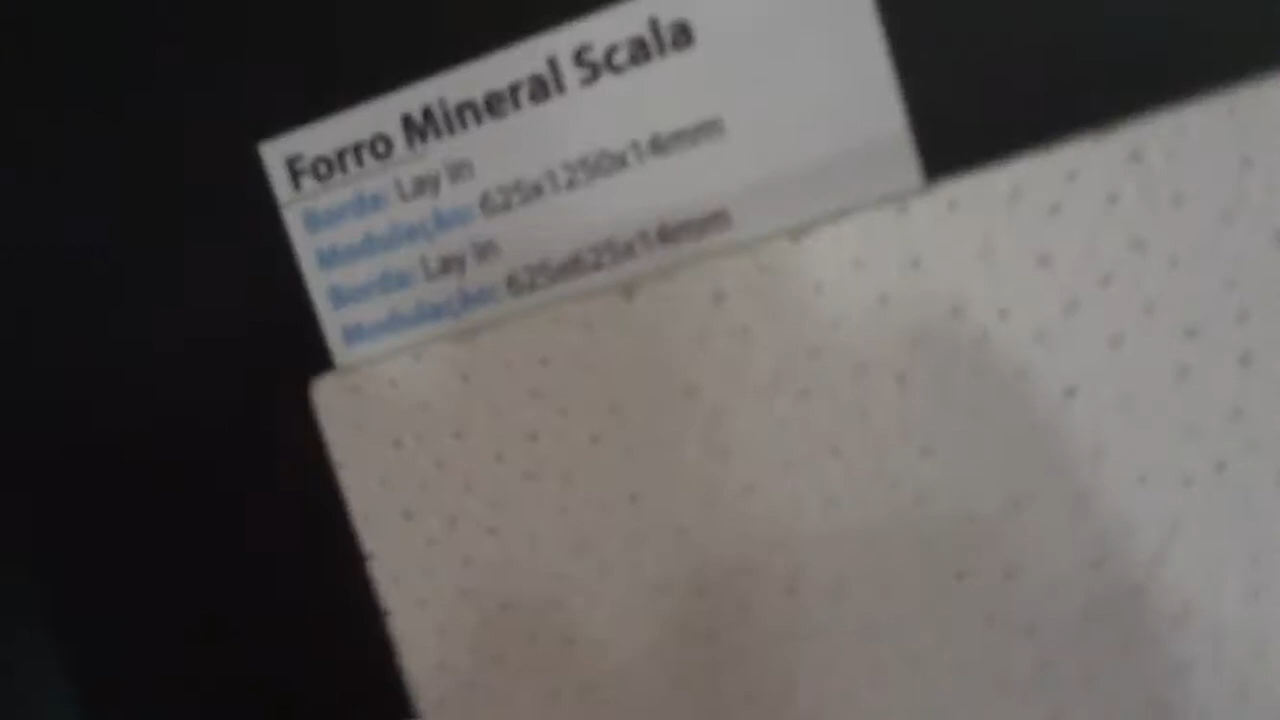 Forro Mineral Scala
Borda: Lay in
Modulação: 625x1250x14mm
Borda: Lay in
Modulação: 625x625x14mm